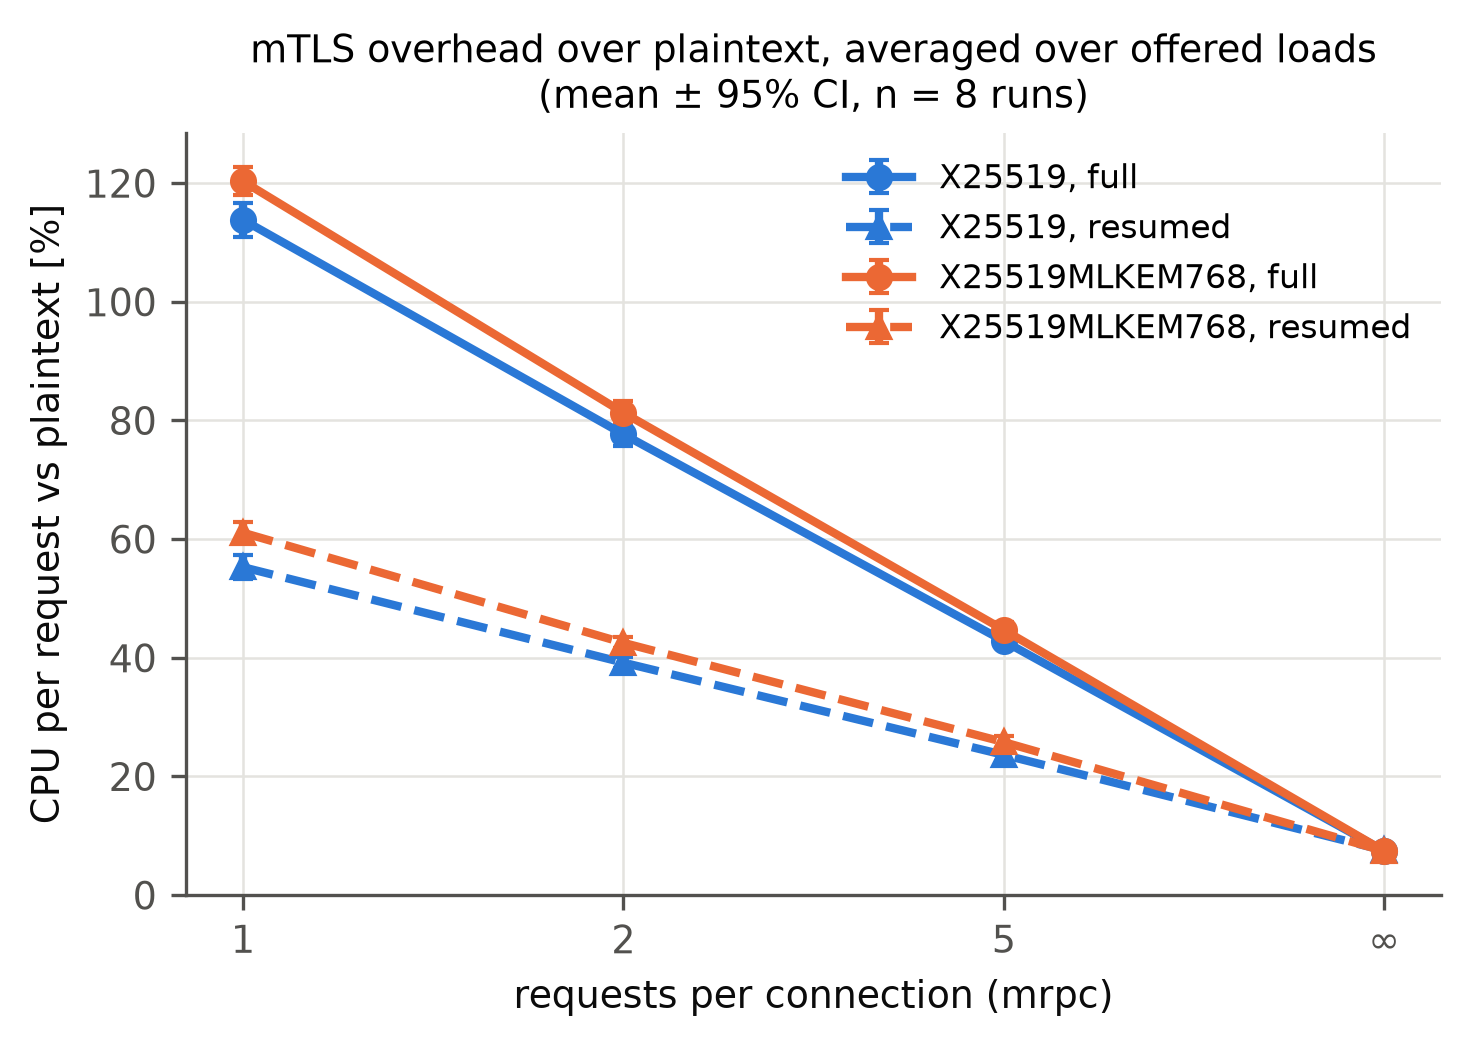 mTLS overhead over plaintext, averaged over offered loads
(mean ± 95% CI, n = 8 runs)
X25519, full
X25519, resumed
X25519MLKEM768, full
X25519MLKEM768, resumed
CPU per request vs plaintext [%]
120
100
80
60
40
20
0
1 2 5 ∞
requests per connection (mrpc)